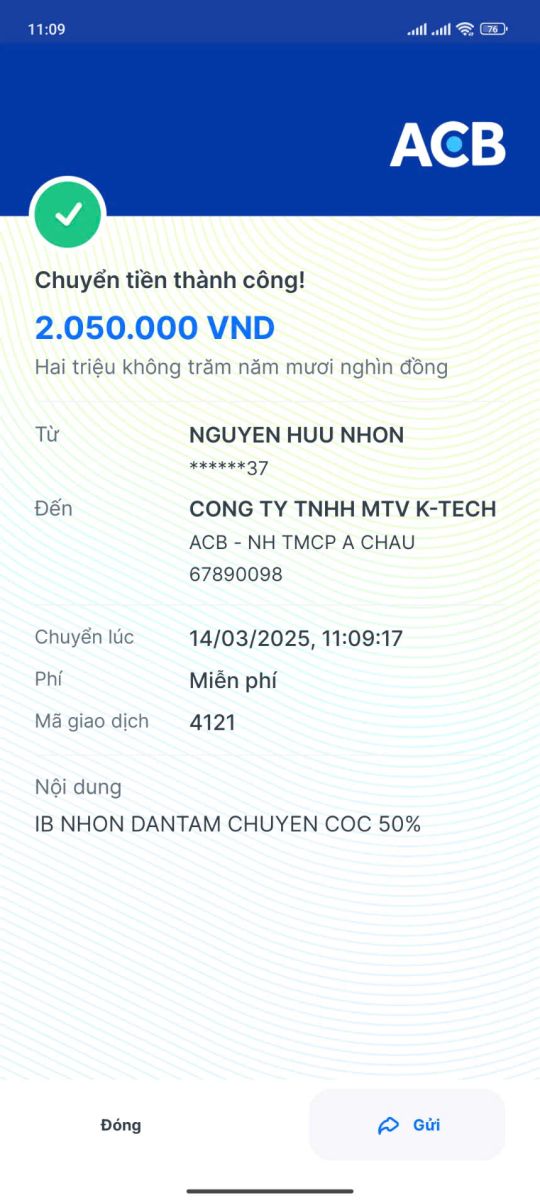 11:09
76
ACB
Chuyển tiền thành công!
2.050.000 VND
Hai triệu không trăm năm mươi nghìn đồng
Từ
NGUYEN HUU NHON
******37
Đến
CONG TY TNHH MTV K-TECH
ACB - NH TMCP A CHAU
67890098
Chuyển lúc
14/03/2025, 11:09:17
Phí
Miễn phí
Mã giao dịch
4121
Nội dung
IB NHON DANTAM CHUYEN COC 50%
Đóng
Gửi